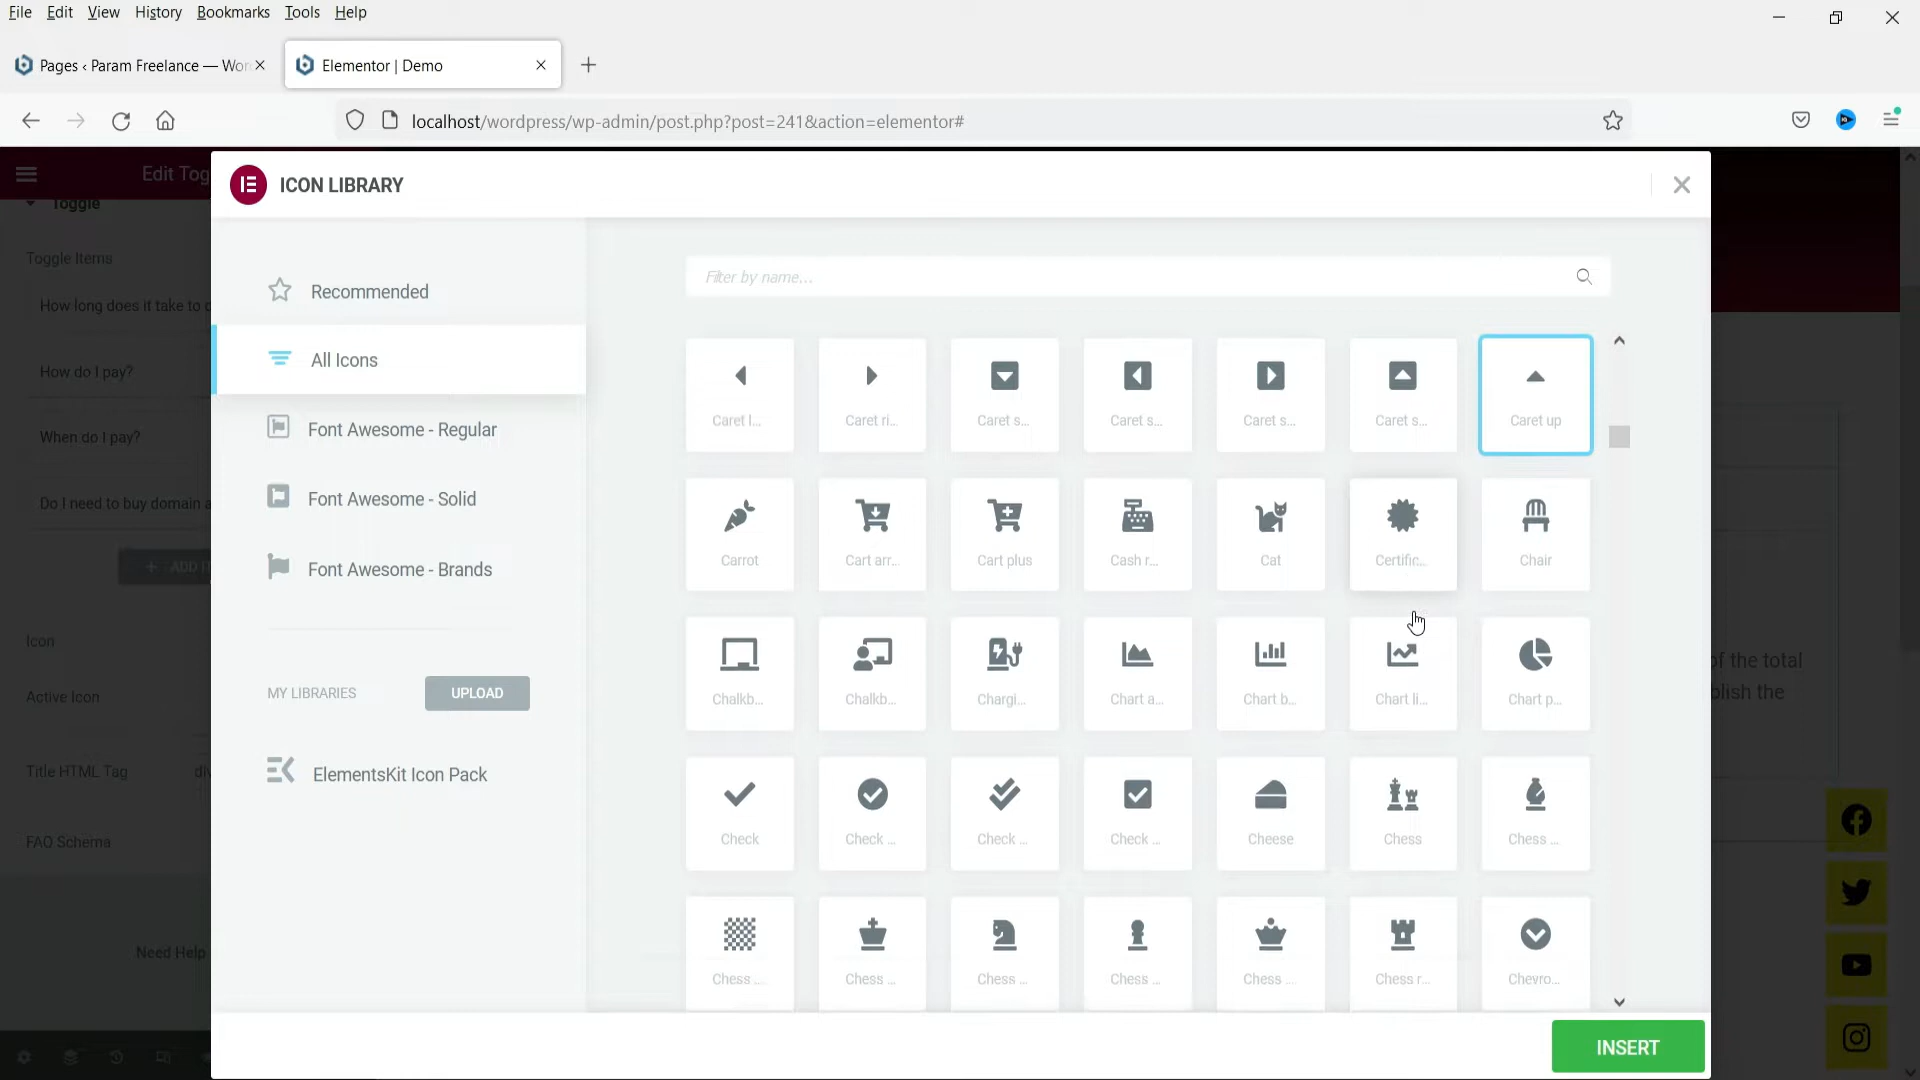 File Edit View History Bookmarks Tools Help
Pages ‹ Param Freelance — Wor
Elementor | Demo
localhost/wordpress/wp-admin/post.php?post=241&action=elementor#
Edit Tog
ICON LIBRARY
Toggle
Toggle Items
How long does it take to
How do I pay?
When do I pay?
Do I need to buy domain a
ADD IT
Icon
Active Icon
Title HTML Tag
div
FAQ Schema
Need Help
Recommended
All Icons
Font Awesome - Regular
Font Awesome - Solid
Font Awesome - Brands
MY LIBRARIES
UPLOAD
ElementsKit Icon Pack
Filter by name...
Caret l... Caret ri... Caret s... Caret s... Caret s... Caret s... Caret up
Carrot Cart arr... Cart plus Cash r... Cat Certific... Chair
Chalkb... Chalkb... Chargi... Chart a... Chart b... Chart li... Chart p...
Check Check ... Check ... Check ... Cheese Chess Chess ...
Chess ... Chess ... Chess ... Chess ... Chess ... Chess r... Chevro...
of the total
blish the
INSERT